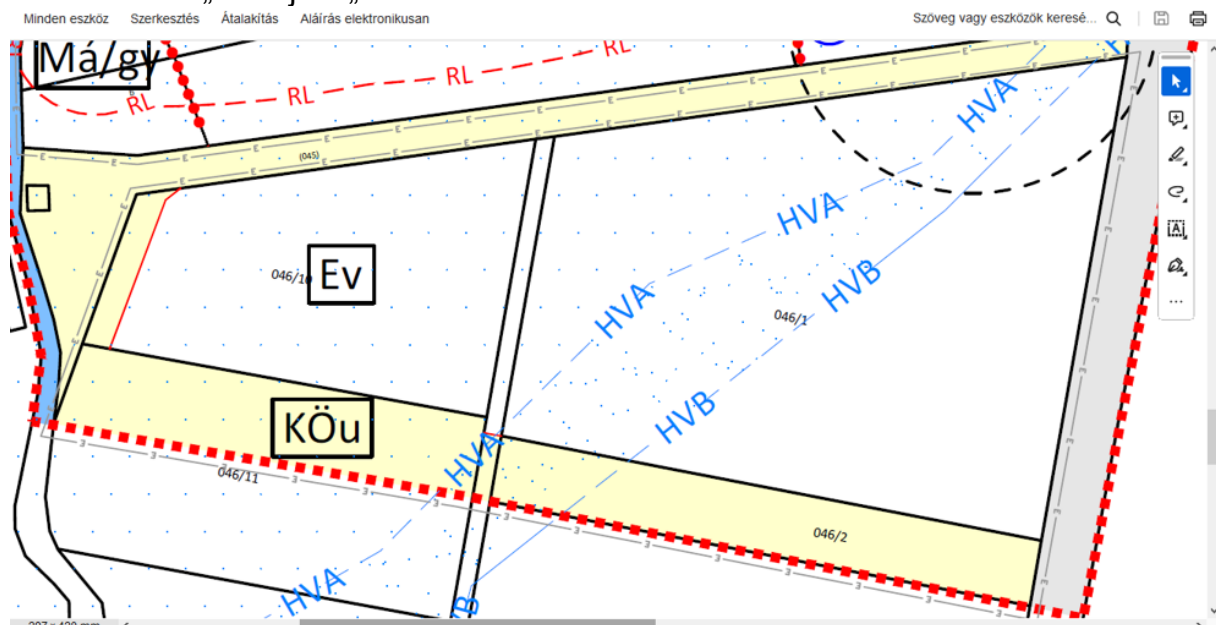 Minden eszköz Szerkesztés Átalakítás Aláírás elektronikusan Szöveg vagy eszközök keresé...
Má/gy
RL
RL
RL
RL
E E E E E E
(045)
HVA
HVA
HVA
HVA
HVA
HVB
HVB
046/10
Ev
046/1
KÖu
046/11
046/2